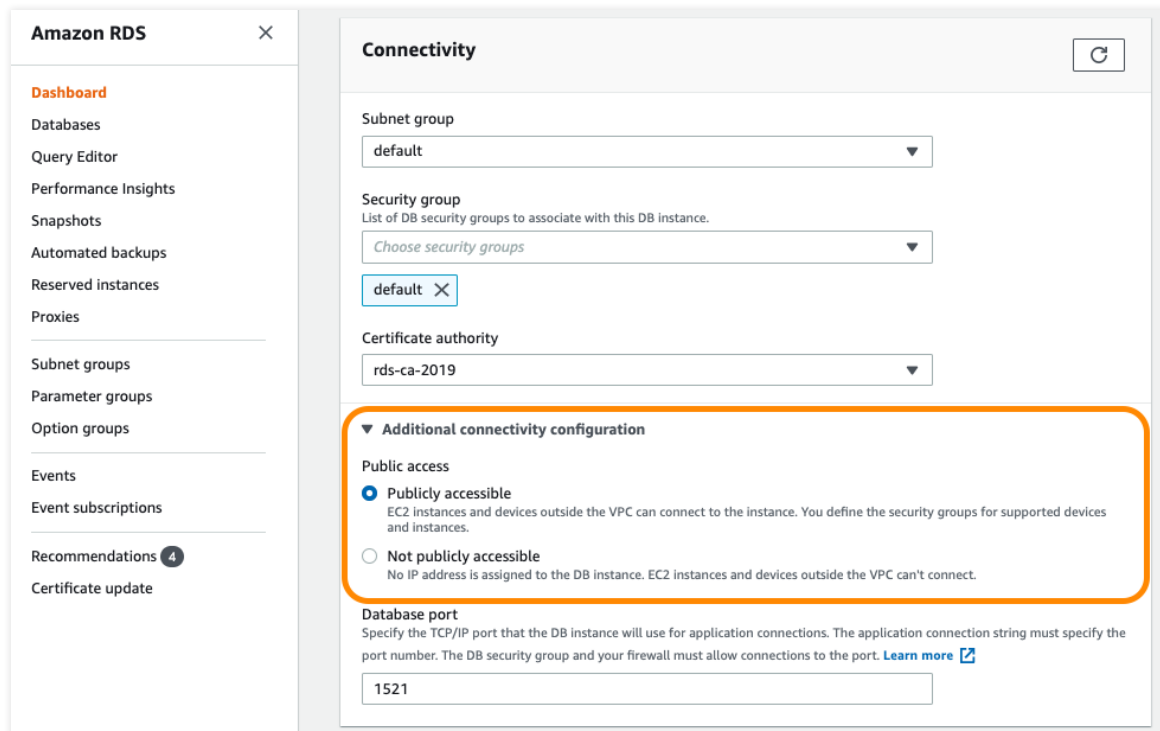 Amazon RDS
Dashboard
Databases
Query Editor
Performance Insights
Snapshots
Automated backups
Reserved instances
Proxies
Subnet groups
Parameter groups
Option groups
Events
Event subscriptions
Recommendations 4
Certificate update
Connectivity
Subnet group
default
Security group
List of DB security groups to associate with this DB instance.
Choose security groups
default
Certificate authority
rds-ca-2019
Additional connectivity configuration
Public access
Publicly accessible
EC2 instances and devices outside the VPC can connect to the instance. You define the security groups for supported devices
and instances.
Not publicly accessible
No IP address is assigned to the DB instance. EC2 instances and devices outside the VPC can't connect.
Database port
Specify the TCP/IP port that the DB instance will use for application connections. The application connection string must specify the
port number. The DB security group and your firewall must allow connections to the port. Learn more
1521